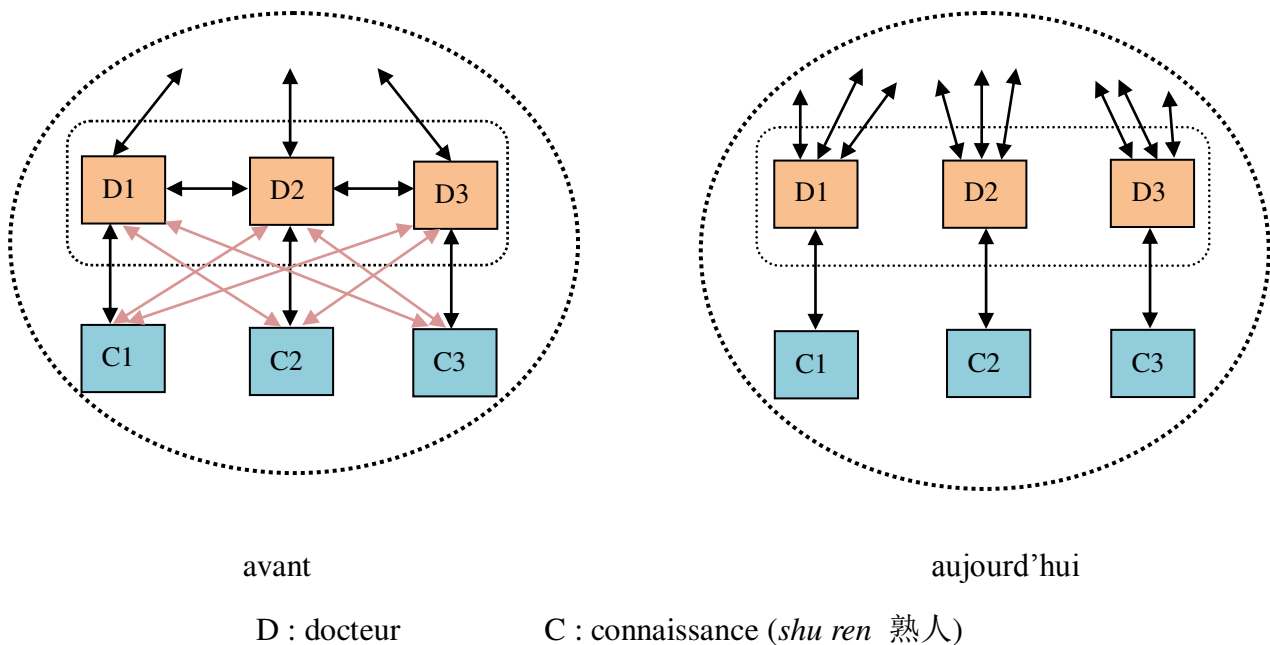 D1 D2 D3
C1 C2 C3
D1 D2 D3
C1 C2 C3
avant aujourd’hui
D : docteur C : connaissance (shu ren 熟人)